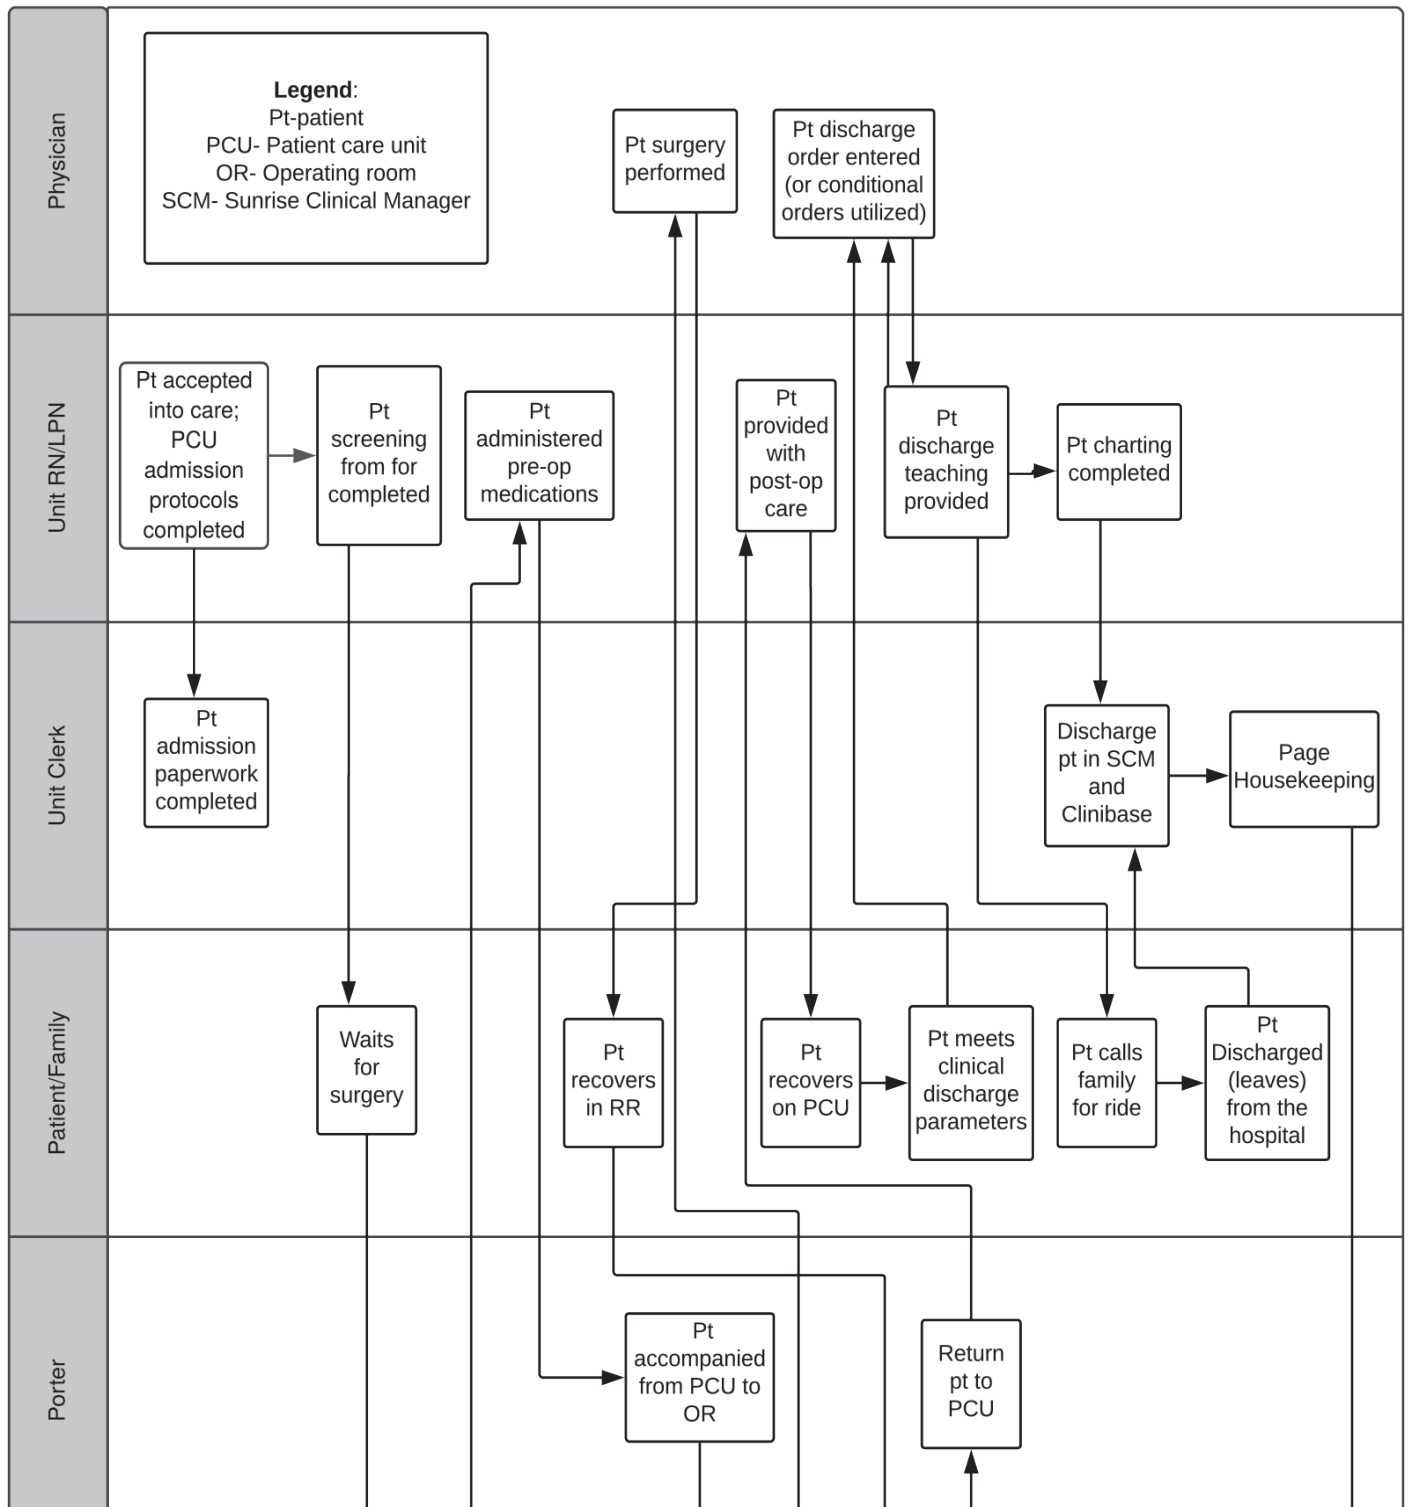 Physician
Legend:
Pt-patient
PCU- Patient care unit
OR- Operating room
SCM- Sunrise Clinical Manager
Pt surgery
performed
Pt discharge
order entered
(or conditional
orders utilized)
Unit RN/LPN
Pt accepted
into care;
PCU
admission
protocols
completed
Pt
screening
from for
completed
Pt
administered
pre-op
medications
Pt
provided
with
post-op
care
Pt
discharge
teaching
provided
Pt charting
completed
Unit Clerk
Pt
admission
paperwork
completed
Discharge
pt in SCM
and
Clinibase
Page
Housekeeping
Patient/Family
Waits
for
surgery
Pt
recovers
in RR
Pt
recovers
on PCU
Pt meets
clinical
discharge
parameters
Pt calls
family
for ride
Pt
Discharged
(leaves)
from the
hospital
Porter
Pt
accompanied
from PCU to
OR
Return
pt to
PCU